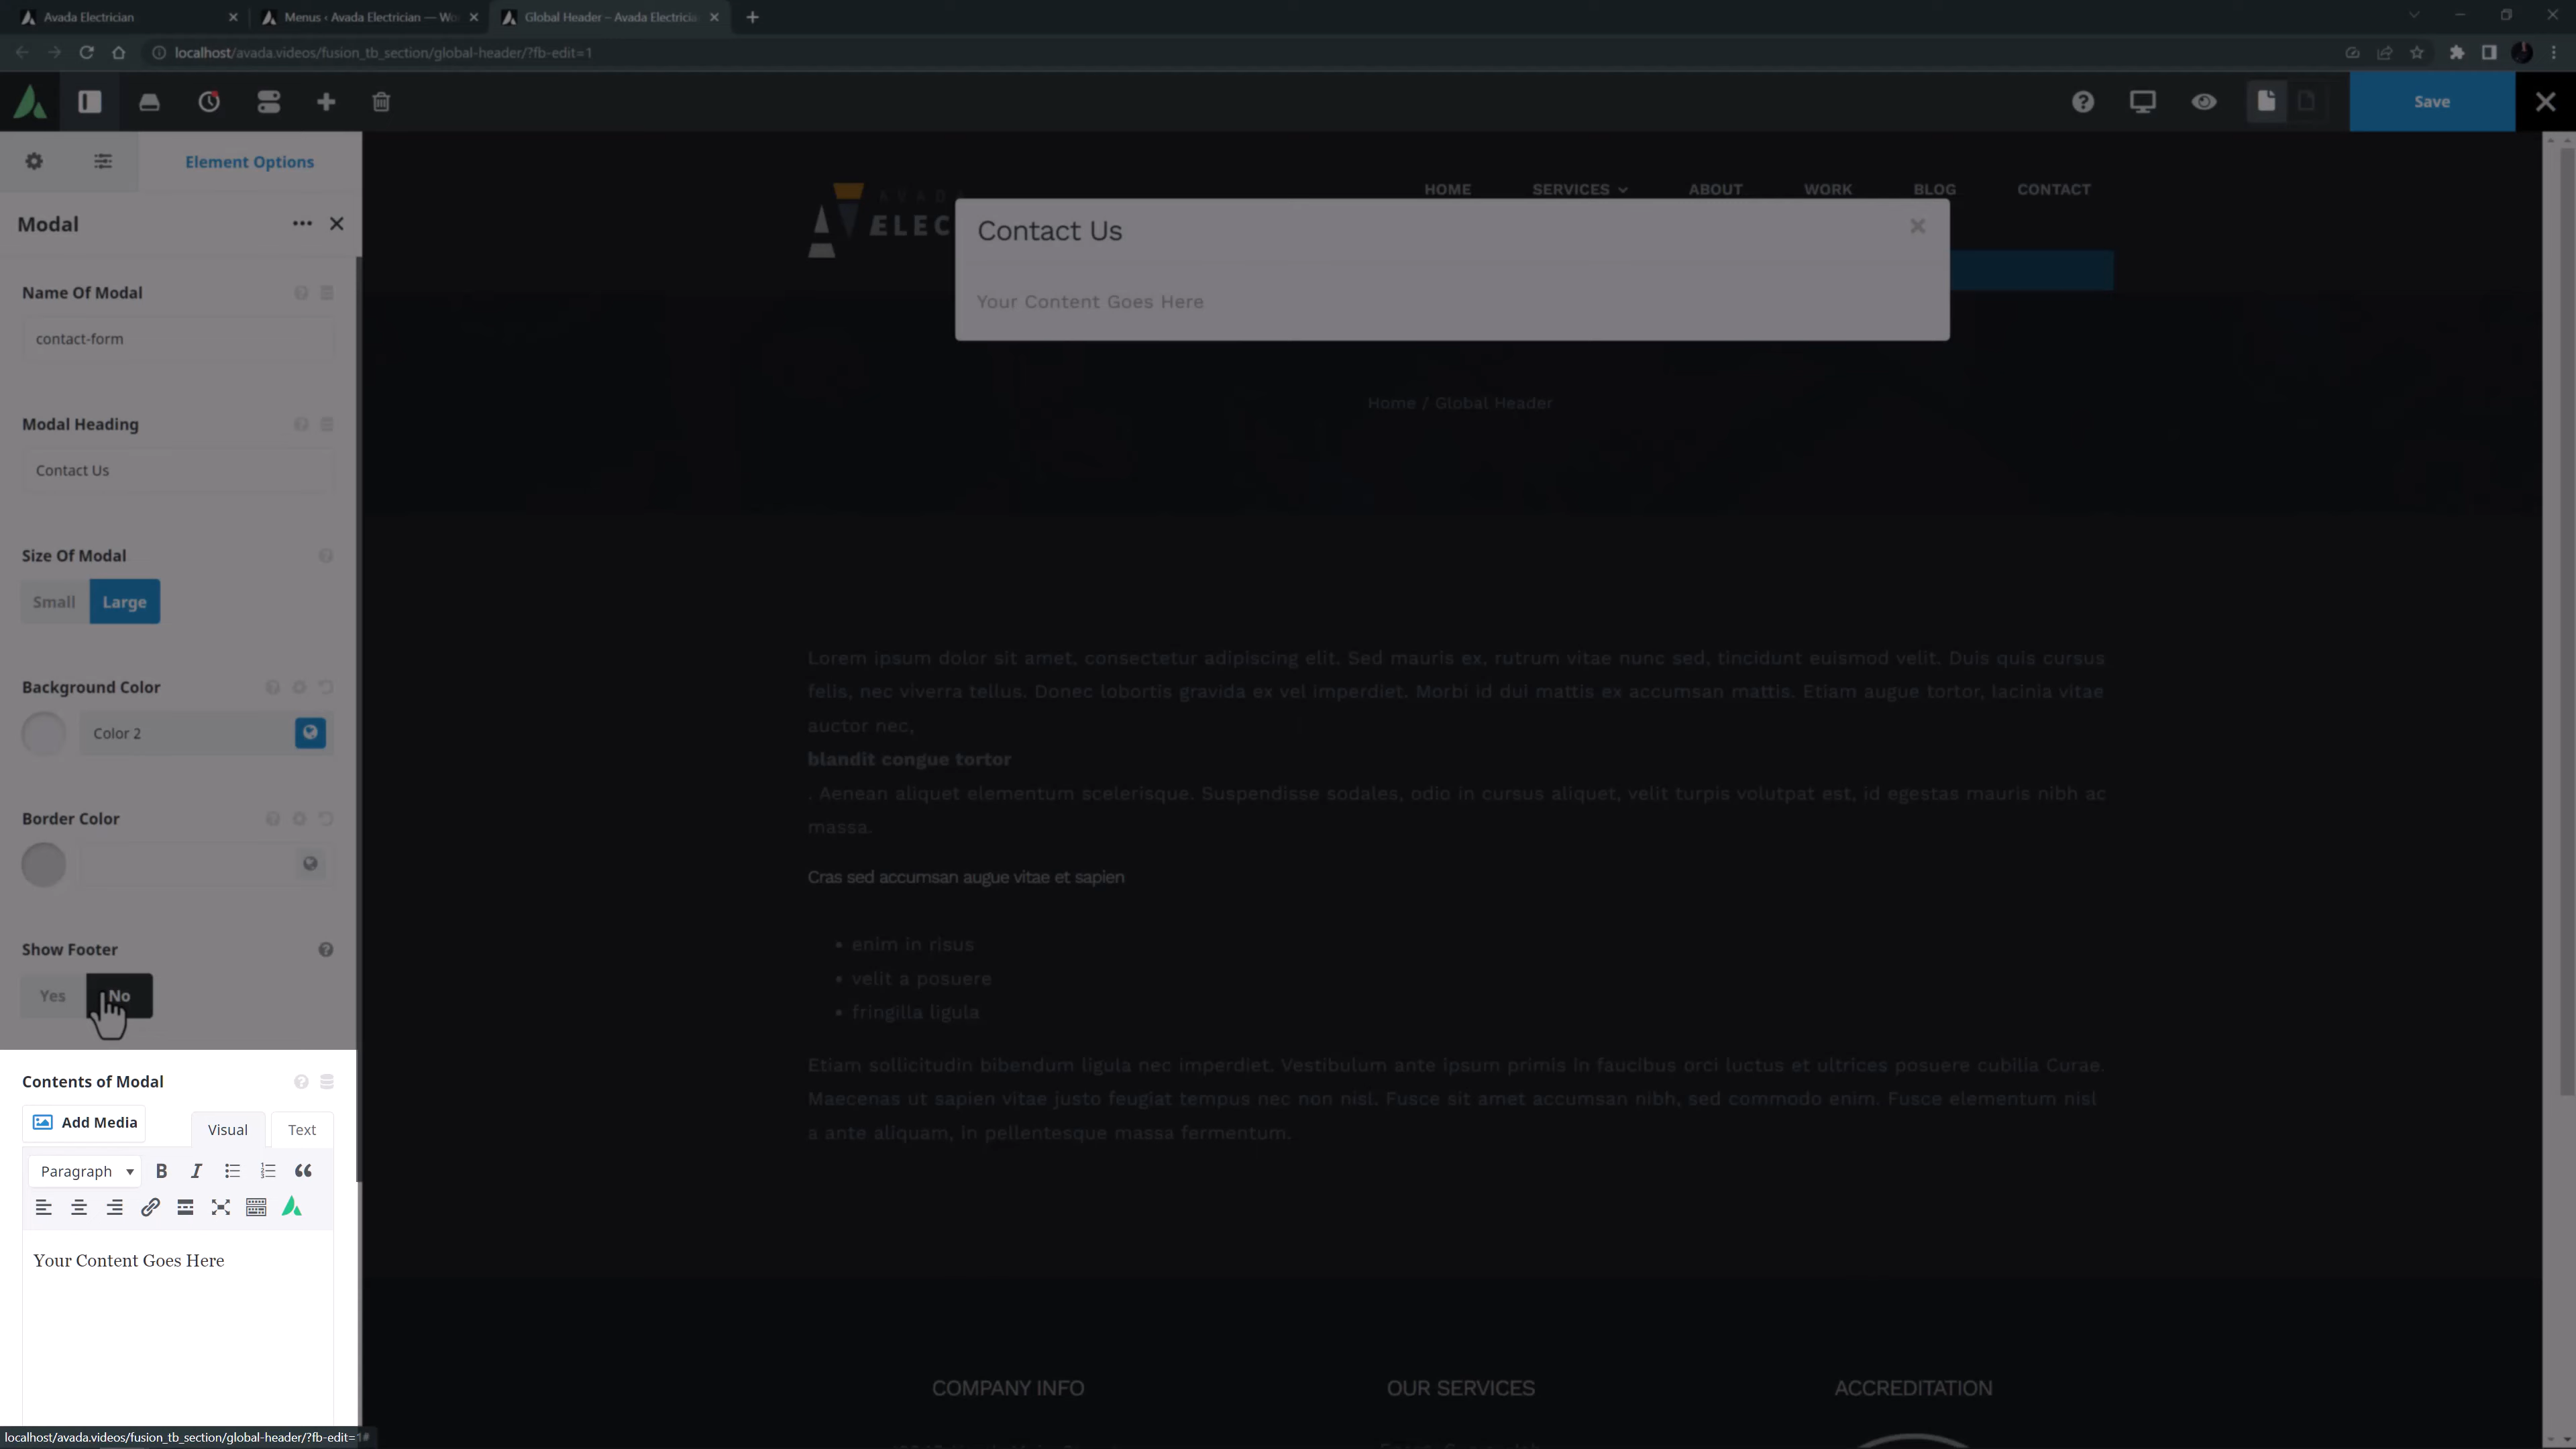 Avada Electrician
Menus ‹ Avada Electrician — Wo
Global Header – Avada Electricia
localhost/avada.videos/fusion_tb_section/global-header/?fb-edit=1
Save
Element Options
Modal
Name Of Modal
contact-form
Modal Heading
Contact Us
Size Of Modal
Small
Large
Background Color
Color 2
Border Color
Show Footer
Yes
No
Contents of Modal
Add Media
Visual
Text
Paragraph
Your Content Goes Here
localhost/avada.videos/fusion_tb_section/global-header/?fb-edit=1#
AVADA
ELEC
HOME
SERVICES
ABOUT
WORK
BLOG
CONTACT
Contact Us
Your Content Goes Here
Home / Global Header
Lorem ipsum dolor sit amet, consectetur adipiscing elit. Sed mauris ex, rutrum vitae nunc sed, tincidunt euismod velit. Duis quis cursus
felis, nec viverra tellus. Donec lobortis gravida ex vel imperdiet. Morbi id dui mattis ex accumsan mattis. Etiam augue tortor, lacinia vitae
auctor nec,
blandit congue tortor
. Aenean aliquet elementum scelerisque. Suspendisse sodales, odio in cursus aliquet, velit turpis volutpat est, id egestas mauris nibh ac
massa.
Cras sed accumsan augue vitae et sapien
• enim in risus
• velit a posuere
• fringilla ligula
Etiam sollicitudin bibendum ligula nec imperdiet. Vestibulum ante ipsum primis in faucibus orci luctus et ultrices posuere cubilia Curae.
Maecenas ut sapien vitae justo feugiat tempus nec non nisl. Fusce sit amet accumsan nibh, sed commodo enim. Fusce elementum nisl
a ante aliquam, in pellentesque massa fermentum.
COMPANY INFO
OUR SERVICES
ACCREDITATION